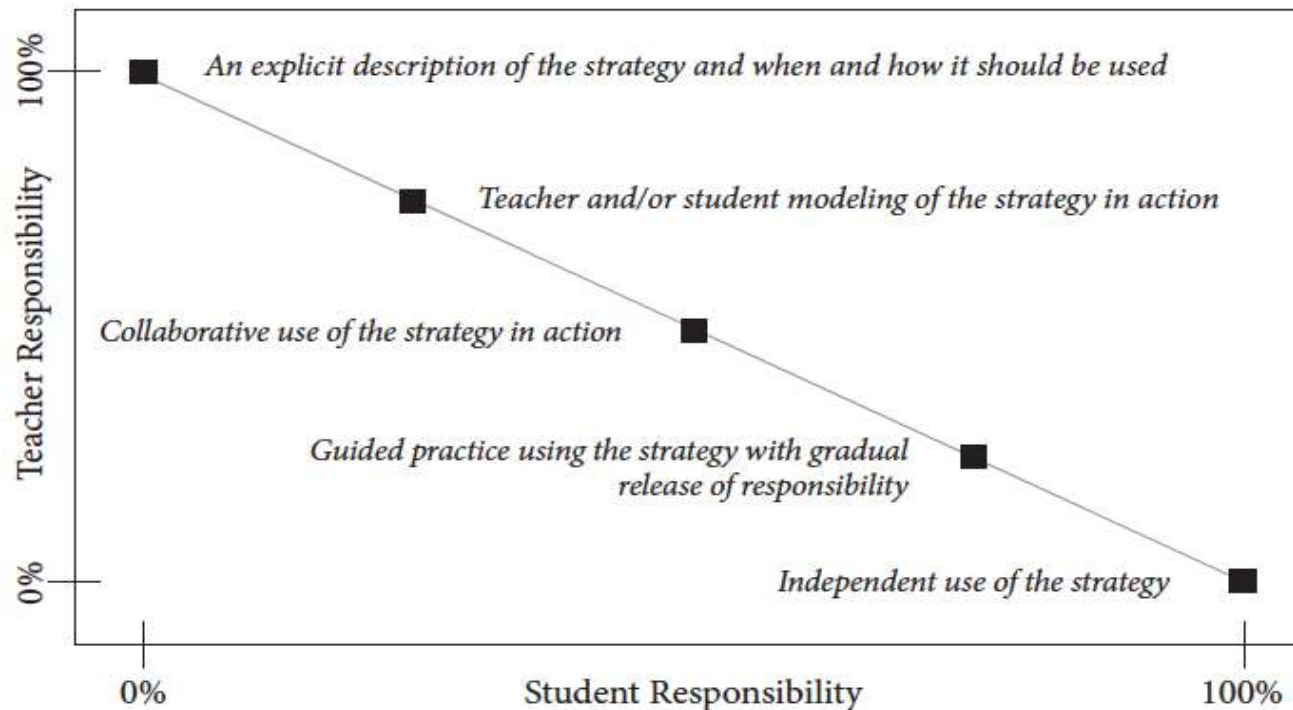 100%
An explicit description of the strategy and when and how it should be used
Teacher and/or student modeling of the strategy in action
Teacher Responsibility
Collaborative use of the strategy in action
Guided practice using the strategy with gradual
release of responsibility
0%
Independent use of the strategy
0%
Student Responsibility
100%